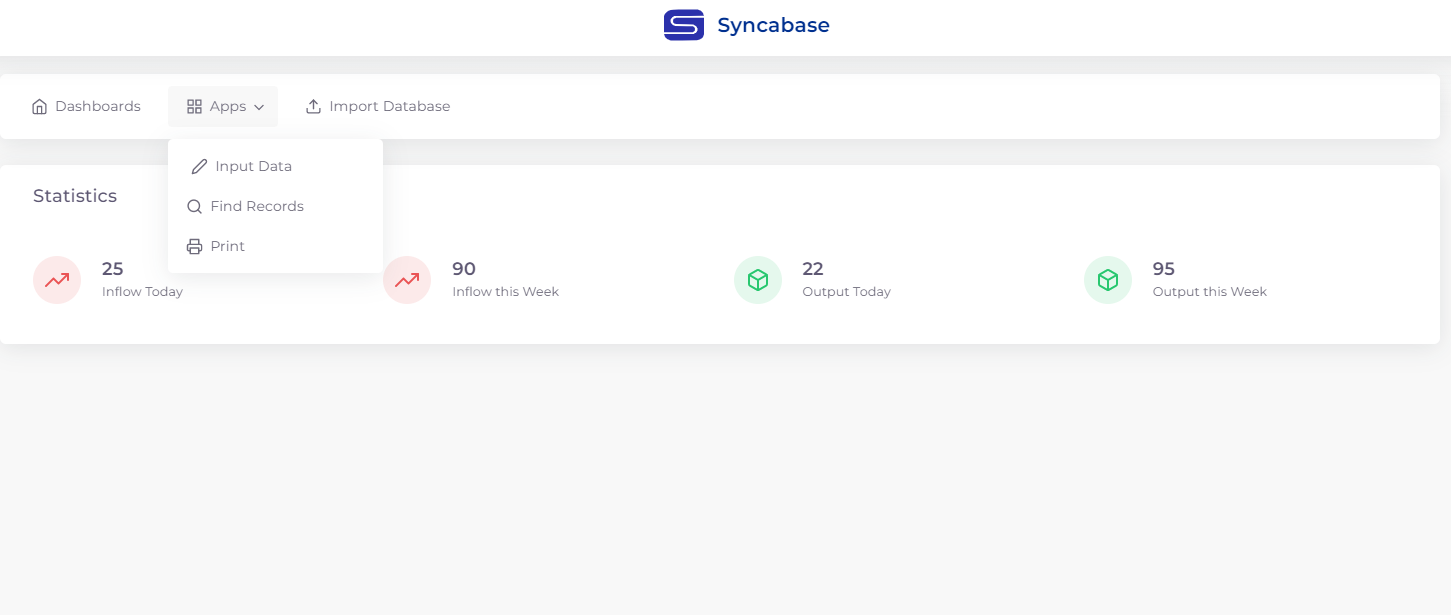 Syncabase
Dashboards Apps Import Database
Input Data
Find Records
Print
Statistics
25 90 22 95
Inflow Today Inflow this Week Output Today Output this Week